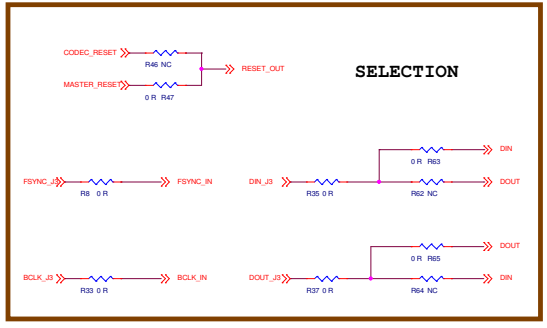 CODEC_RESET
R46 NC
RESET_OUT
SELECTION
MASTER_RESET
0 R R47
DIN
0 R R63
FSYNC_J3
R8 0 R
FSYNC_IN
DIN_J3
R35 0 R
R62 NC
DOUT
DOUT
0 R R65
BCLK_J3
R33 0 R
BCLK_IN
DOUT_J3
R37 0 R
R64 NC
DIN